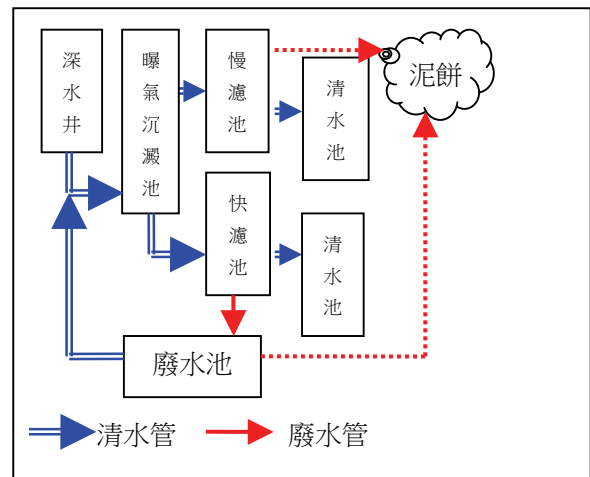 深水井
曝氣沉澱池
慢濾池
清水池
泥餅
快濾池
清水池
廢水池
清水管
廢水管